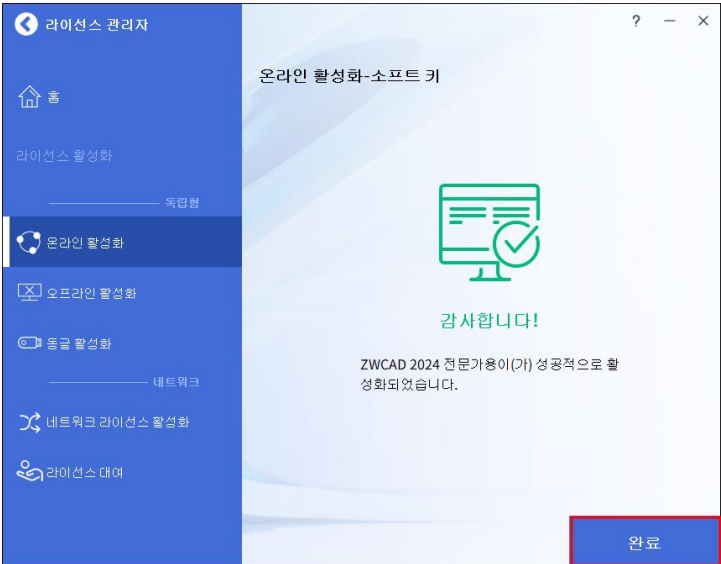 라이선스 관리자
? – ×
홈
라이선스 활성화
독립형
온라인 활성화
오프라인 활성화
동글 활성화
네트워크
네트워크 라이선스 활성화
라이선스 대여
온라인 활성화-소프트 키
감사합니다!
ZWCAD 2024 전문가용이(가) 성공적으로 활
성화되었습니다.
완료